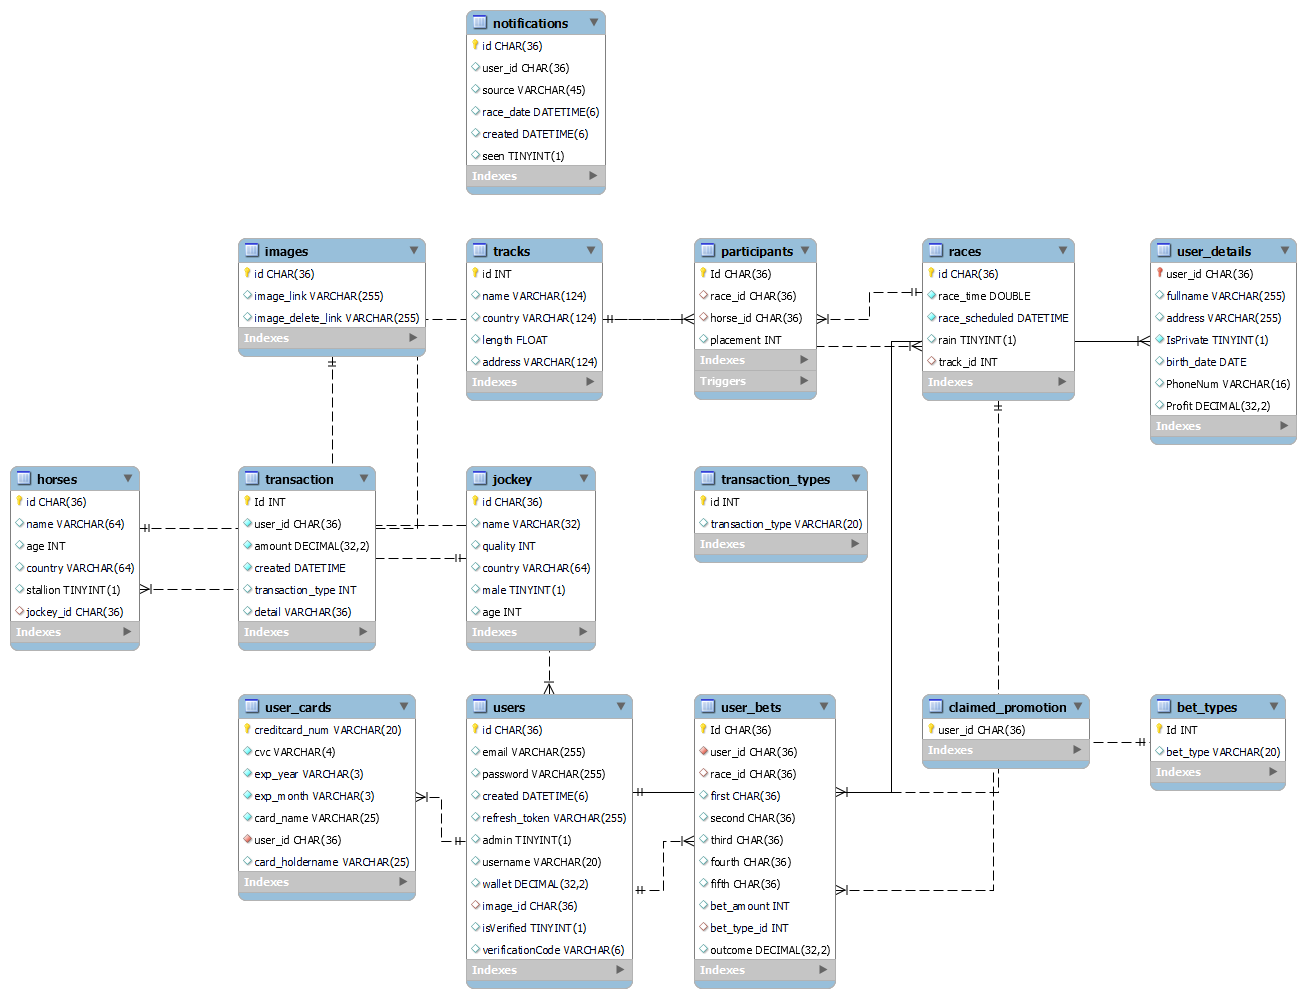 notifications
id CHAR(36)
user_id CHAR(36)
source VARCHAR(45)
race_date DATETIME(6)
created DATETIME(6)
seen TINYINT(1)
Indexes
images
id CHAR(36)
image_link VARCHAR(255)
image_delete_link VARCHAR(255)
Indexes
tracks
id INT
name VARCHAR(124)
country VARCHAR(124)
length FLOAT
address VARCHAR(124)
Indexes
participants
Id CHAR(36)
race_id CHAR(36)
horse_id CHAR(36)
placement INT
Indexes
Triggers
races
id CHAR(36)
race_time DOUBLE
race_scheduled DATETIME
rain TINYINT(1)
track_id INT
Indexes
user_details
user_id CHAR(36)
fullname VARCHAR(255)
address VARCHAR(255)
IsPrivate TINYINT(1)
birth_date DATE
PhoneNum VARCHAR(16)
Profit DECIMAL(32,2)
Indexes
horses
id CHAR(36)
name VARCHAR(64)
age INT
country VARCHAR(64)
stallion TINYINT(1)
jockey_id CHAR(36)
Indexes
transaction
Id INT
user_id CHAR(36)
amount DECIMAL(32,2)
created DATETIME
transaction_type INT
detail VARCHAR(36)
Indexes
jockey
id CHAR(36)
name VARCHAR(32)
quality INT
country VARCHAR(64)
male TINYINT(1)
age INT
Indexes
transaction_types
id INT
transaction_type VARCHAR(20)
Indexes
user_cards
creditcard_num VARCHAR(20)
cvc VARCHAR(4)
exp_year VARCHAR(3)
exp_month VARCHAR(3)
card_name VARCHAR(25)
user_id CHAR(36)
card_holdername VARCHAR(25)
Indexes
users
id CHAR(36)
email VARCHAR(255)
password VARCHAR(255)
created DATETIME(6)
refresh_token VARCHAR(255)
admin TINYINT(1)
username VARCHAR(20)
wallet DECIMAL(32,2)
image_id CHAR(36)
isVerified TINYINT(1)
verificationCode VARCHAR(6)
Indexes
user_bets
Id CHAR(36)
user_id CHAR(36)
race_id CHAR(36)
first CHAR(36)
second CHAR(36)
third CHAR(36)
fourth CHAR(36)
fifth CHAR(36)
bet_amount INT
bet_type_id INT
outcome DECIMAL(32,2)
Indexes
claimed_promotion
user_id CHAR(36)
Indexes
bet_types
Id INT
bet_type VARCHAR(20)
Indexes